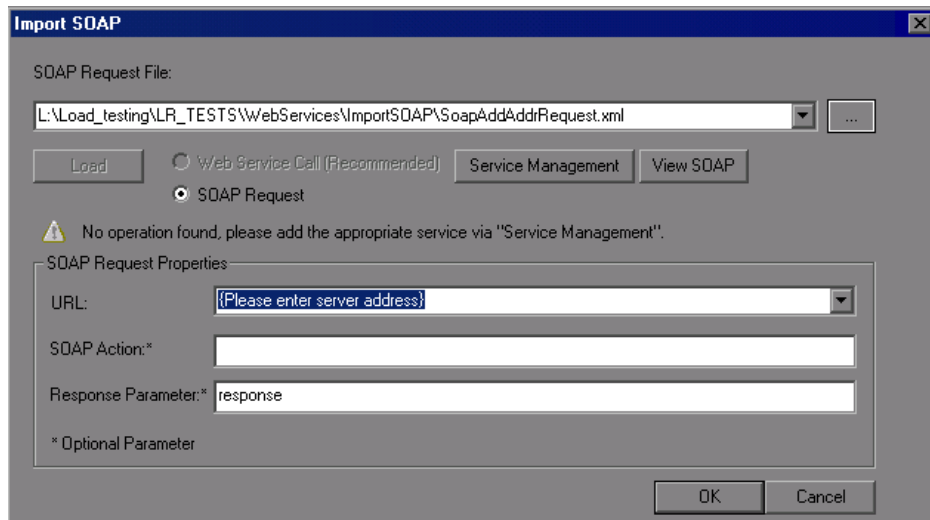 Import SOAP
SOAP Request File:
L:\Load_testing\LR_TESTS\WebServices\ImportSOAP\SoapAddAddrRequest.xml
...
Load
Web Service Call (Recommended)
Service Management
View SOAP
SOAP Request
No operation found, please add the appropriate service via "Service Management".
SOAP Request Properties
URL:
{Please enter server address}
SOAP Action:*
Response Parameter:*
response
* Optional Parameter
OK
Cancel